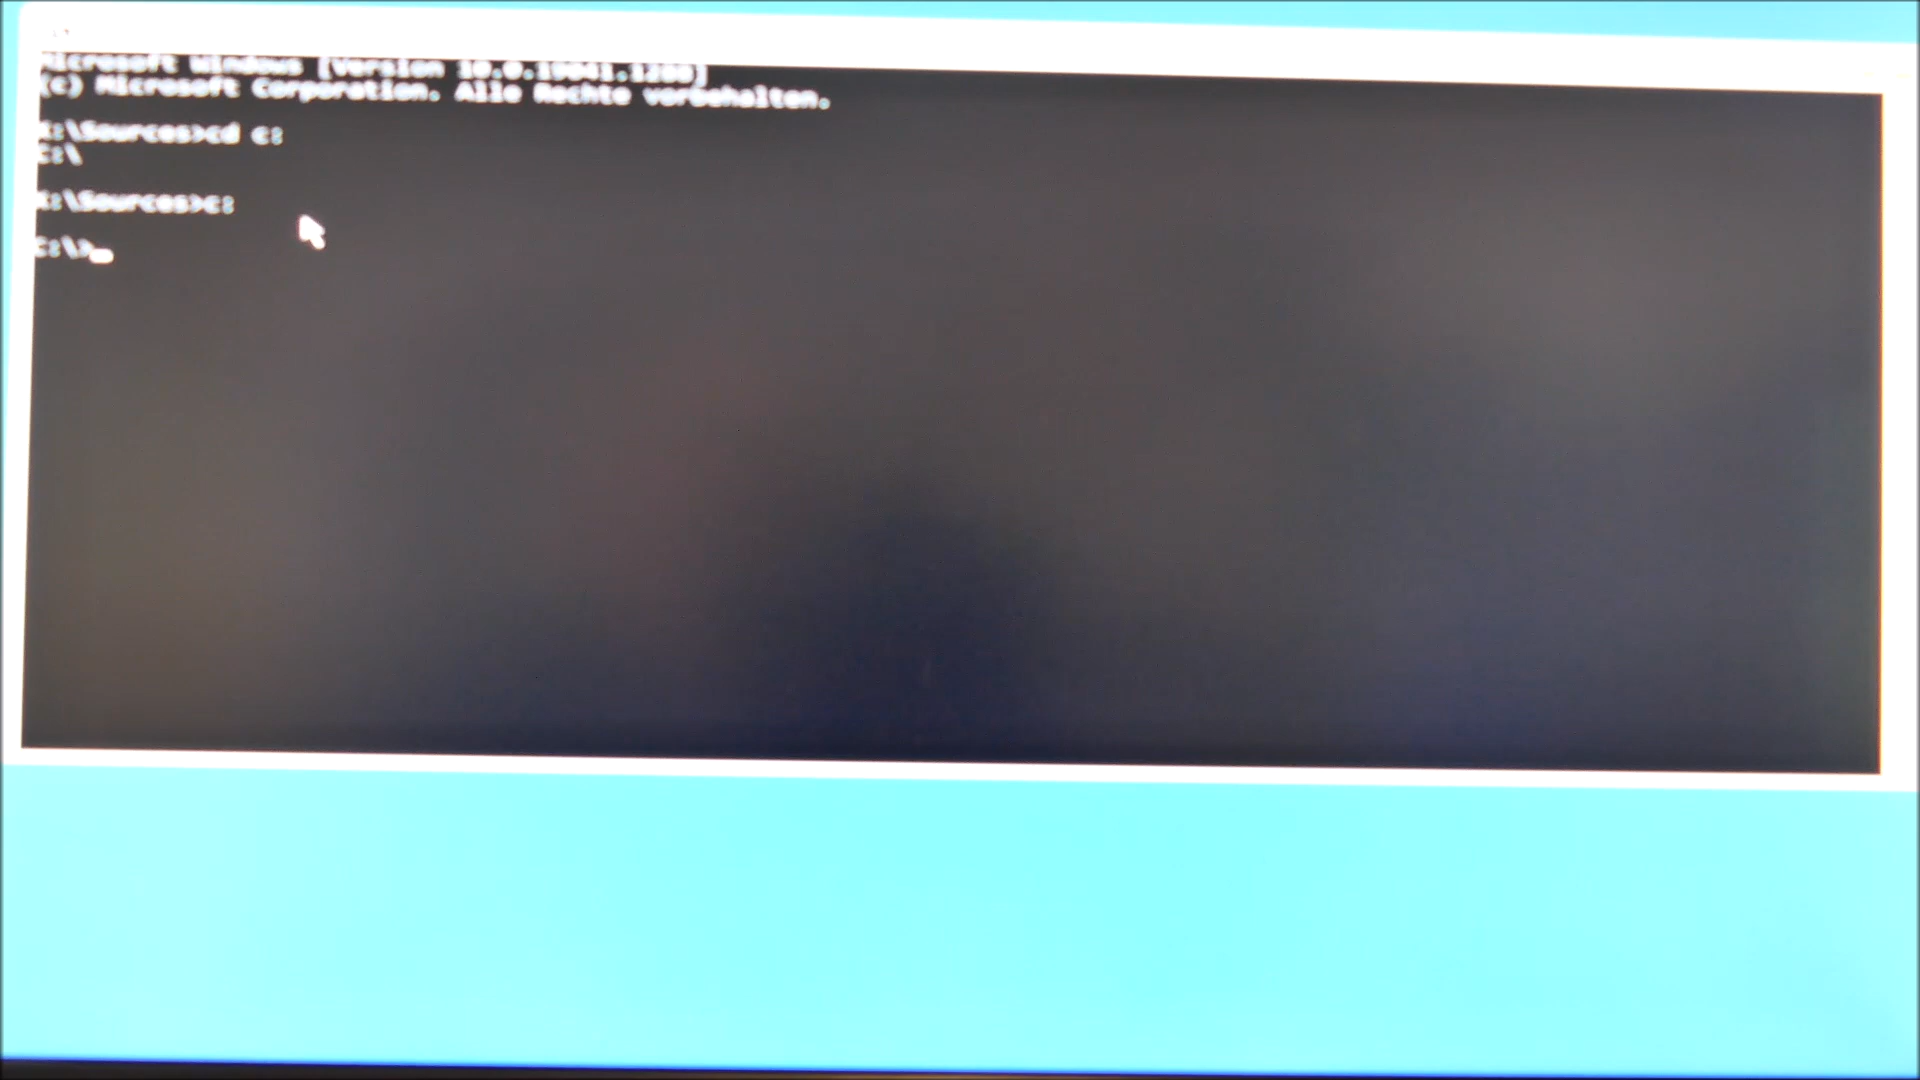 Microsoft Windows [Version 10.0.19041.1288]
(c) Microsoft Corporation. Alle Rechte vorbehalten.
X:\Sources>cd c:
C:\
X:\Sources>c:
C:\>